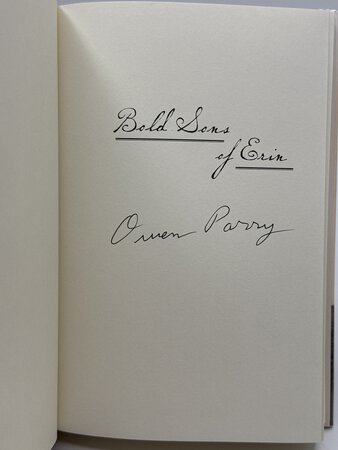 Bold Sons
of Erin
Owen Parry